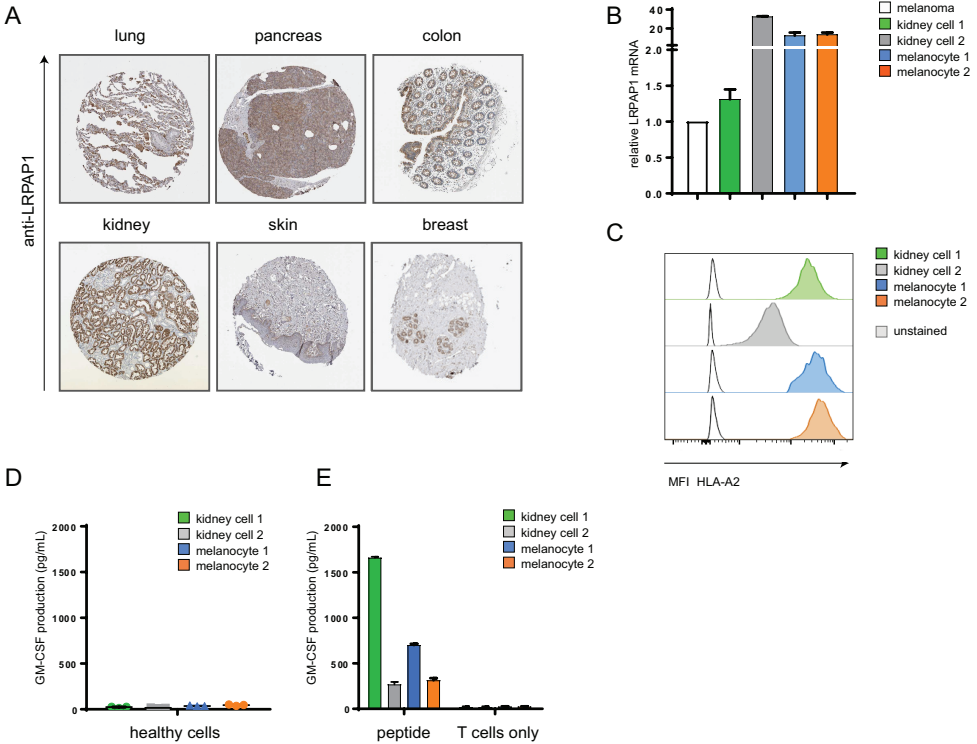 A
lung
pancreas
colon
anti-LRPAP1
kidney
skin
breast
B
relative LRPAP1 mRNA
40
20
2.0
1.5
1.0
0.5
0.0
melanoma
kidney cell 1
kidney cell 2
melanocyte 1
melanocyte 2
C
kidney cell 1
kidney cell 2
melanocyte 1
melanocyte 2
unstained
MFI HLA-A2
D
GM-CSF production (pg/mL)
2000
1500
1000
500
0
kidney cell 1
kidney cell 2
melanocyte 1
melanocyte 2
healthy cells
E
GM-CSF production (pg/mL)
2000
1500
1000
500
0
kidney cell 1
kidney cell 2
melanocyte 1
melanocyte 2
peptide
T cells only